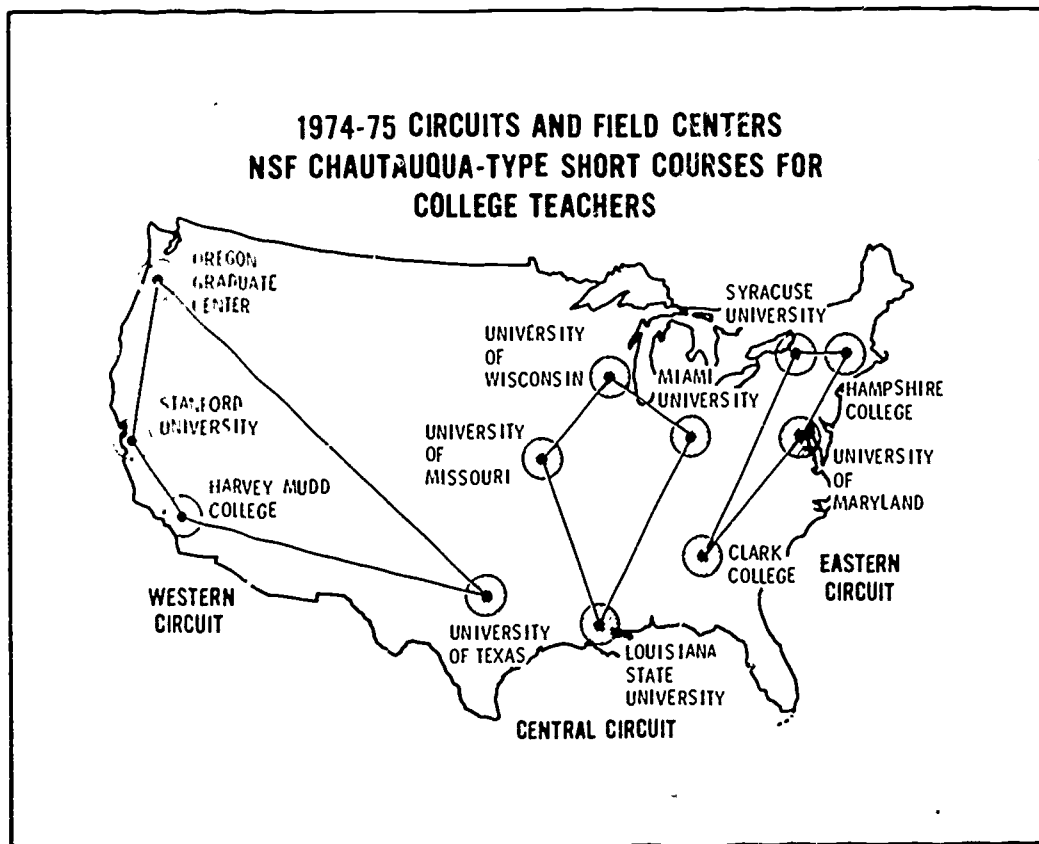 1974-75 CIRCUITS AND FIELD CENTERS
NSF CHAUTAUQUA-TYPE SHORT COURSES FOR
COLLEGE TEACHERS
OREGON
GRADUATE
CENTER
STANFORD
UNIVERSITY
HARVEY MUDD
COLLEGE
WESTERN
CIRCUIT
UNIVERSITY
OF TEXAS
UNIVERSITY
OF
WISCONSIN
UNIVERSITY
OF
MISSOURI
MIAMI
UNIVERSITY
LOUISIANA
STATE
UNIVERSITY
CENTRAL CIRCUIT
SYRACUSE
UNIVERSITY
HAMPSHIRE
COLLEGE
UNIVERSITY
OF
MARYLAND
CLARK
COLLEGE
EASTERN
CIRCUIT